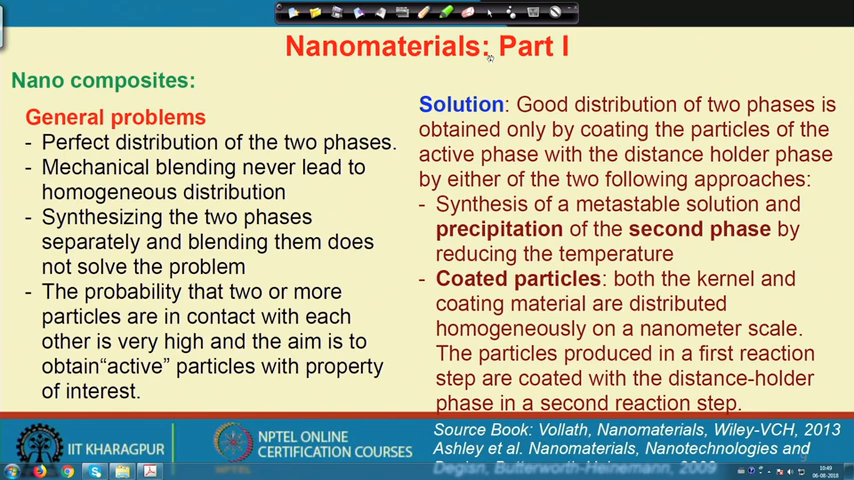 Nanomaterials: Part I
Nano composites:
General problems
- Perfect distribution of the two phases.
- Mechanical blending never lead to
homogeneous distribution
- Synthesizing the two phases
separately and blending them does
not solve the problem
- The probability that two or more
particles are in contact with each
other is very high and the aim is to
obtain“active” particles with property
of interest.
Solution: Good distribution of two phases is
obtained only by coating the particles of the
active phase with the distance holder phase
by either of the two following approaches:
- Synthesis of a metastable solution and
precipitation of the second phase by
reducing the temperature
- Coated particles: both the kernel and
coating material are distributed
homogeneously on a nanometer scale.
The particles produced in a first reaction
step are coated with the distance-holder
phase in a second reaction step.
IIT KHARAGPUR
NPTEL ONLINE
CERTIFICATION COURSES
Source Book: Vollath, Nanomaterials, Wiley-VCH, 2013
Ashley et al. Nanomaterials, Nanotechnologies and
Degisn, Butterworth-Heinemann, 2009
10:49
06-08-2018